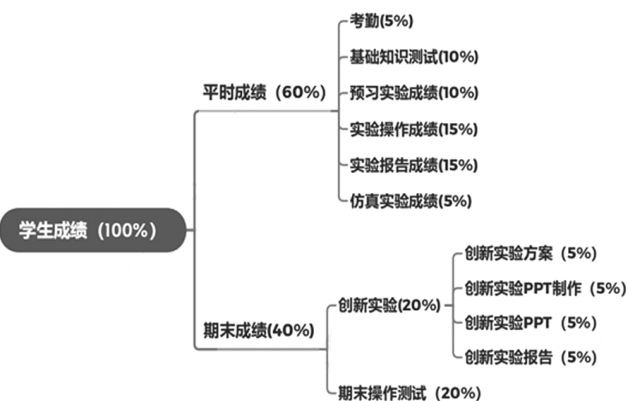 学生成绩（100%）
平时成绩（60%）
考勤(5%)
基础知识测试(10%)
预习实验成绩(10%)
实验操作成绩(15%)
实验报告成绩(15%)
仿真实验成绩(5%)
期末成绩(40%)
创新实验(20%)
创新实验方案（5%）
创新实验PPT制作（5%）
创新实验PPT（5%）
创新实验报告（5%）
期末操作测试（20%）